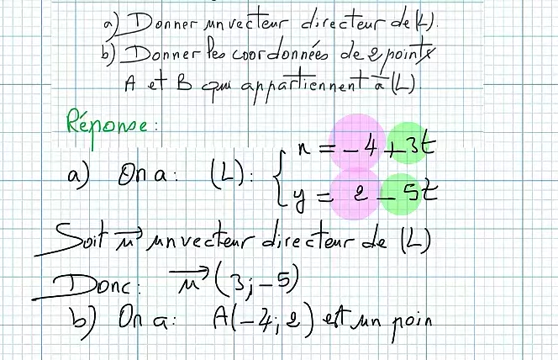 a) Donner un vecteur directeur de (L).
b) Donner les coordonnées de 2 points
A et B qui appartiennent à (L).
Réponse:
a) On a: (L): { x = -4 + 3t
y = 2 - 5t
Soit u un vecteur directeur de (L)
Donc: u (3; -5)
b) On a: A(-4; 2) est un poin